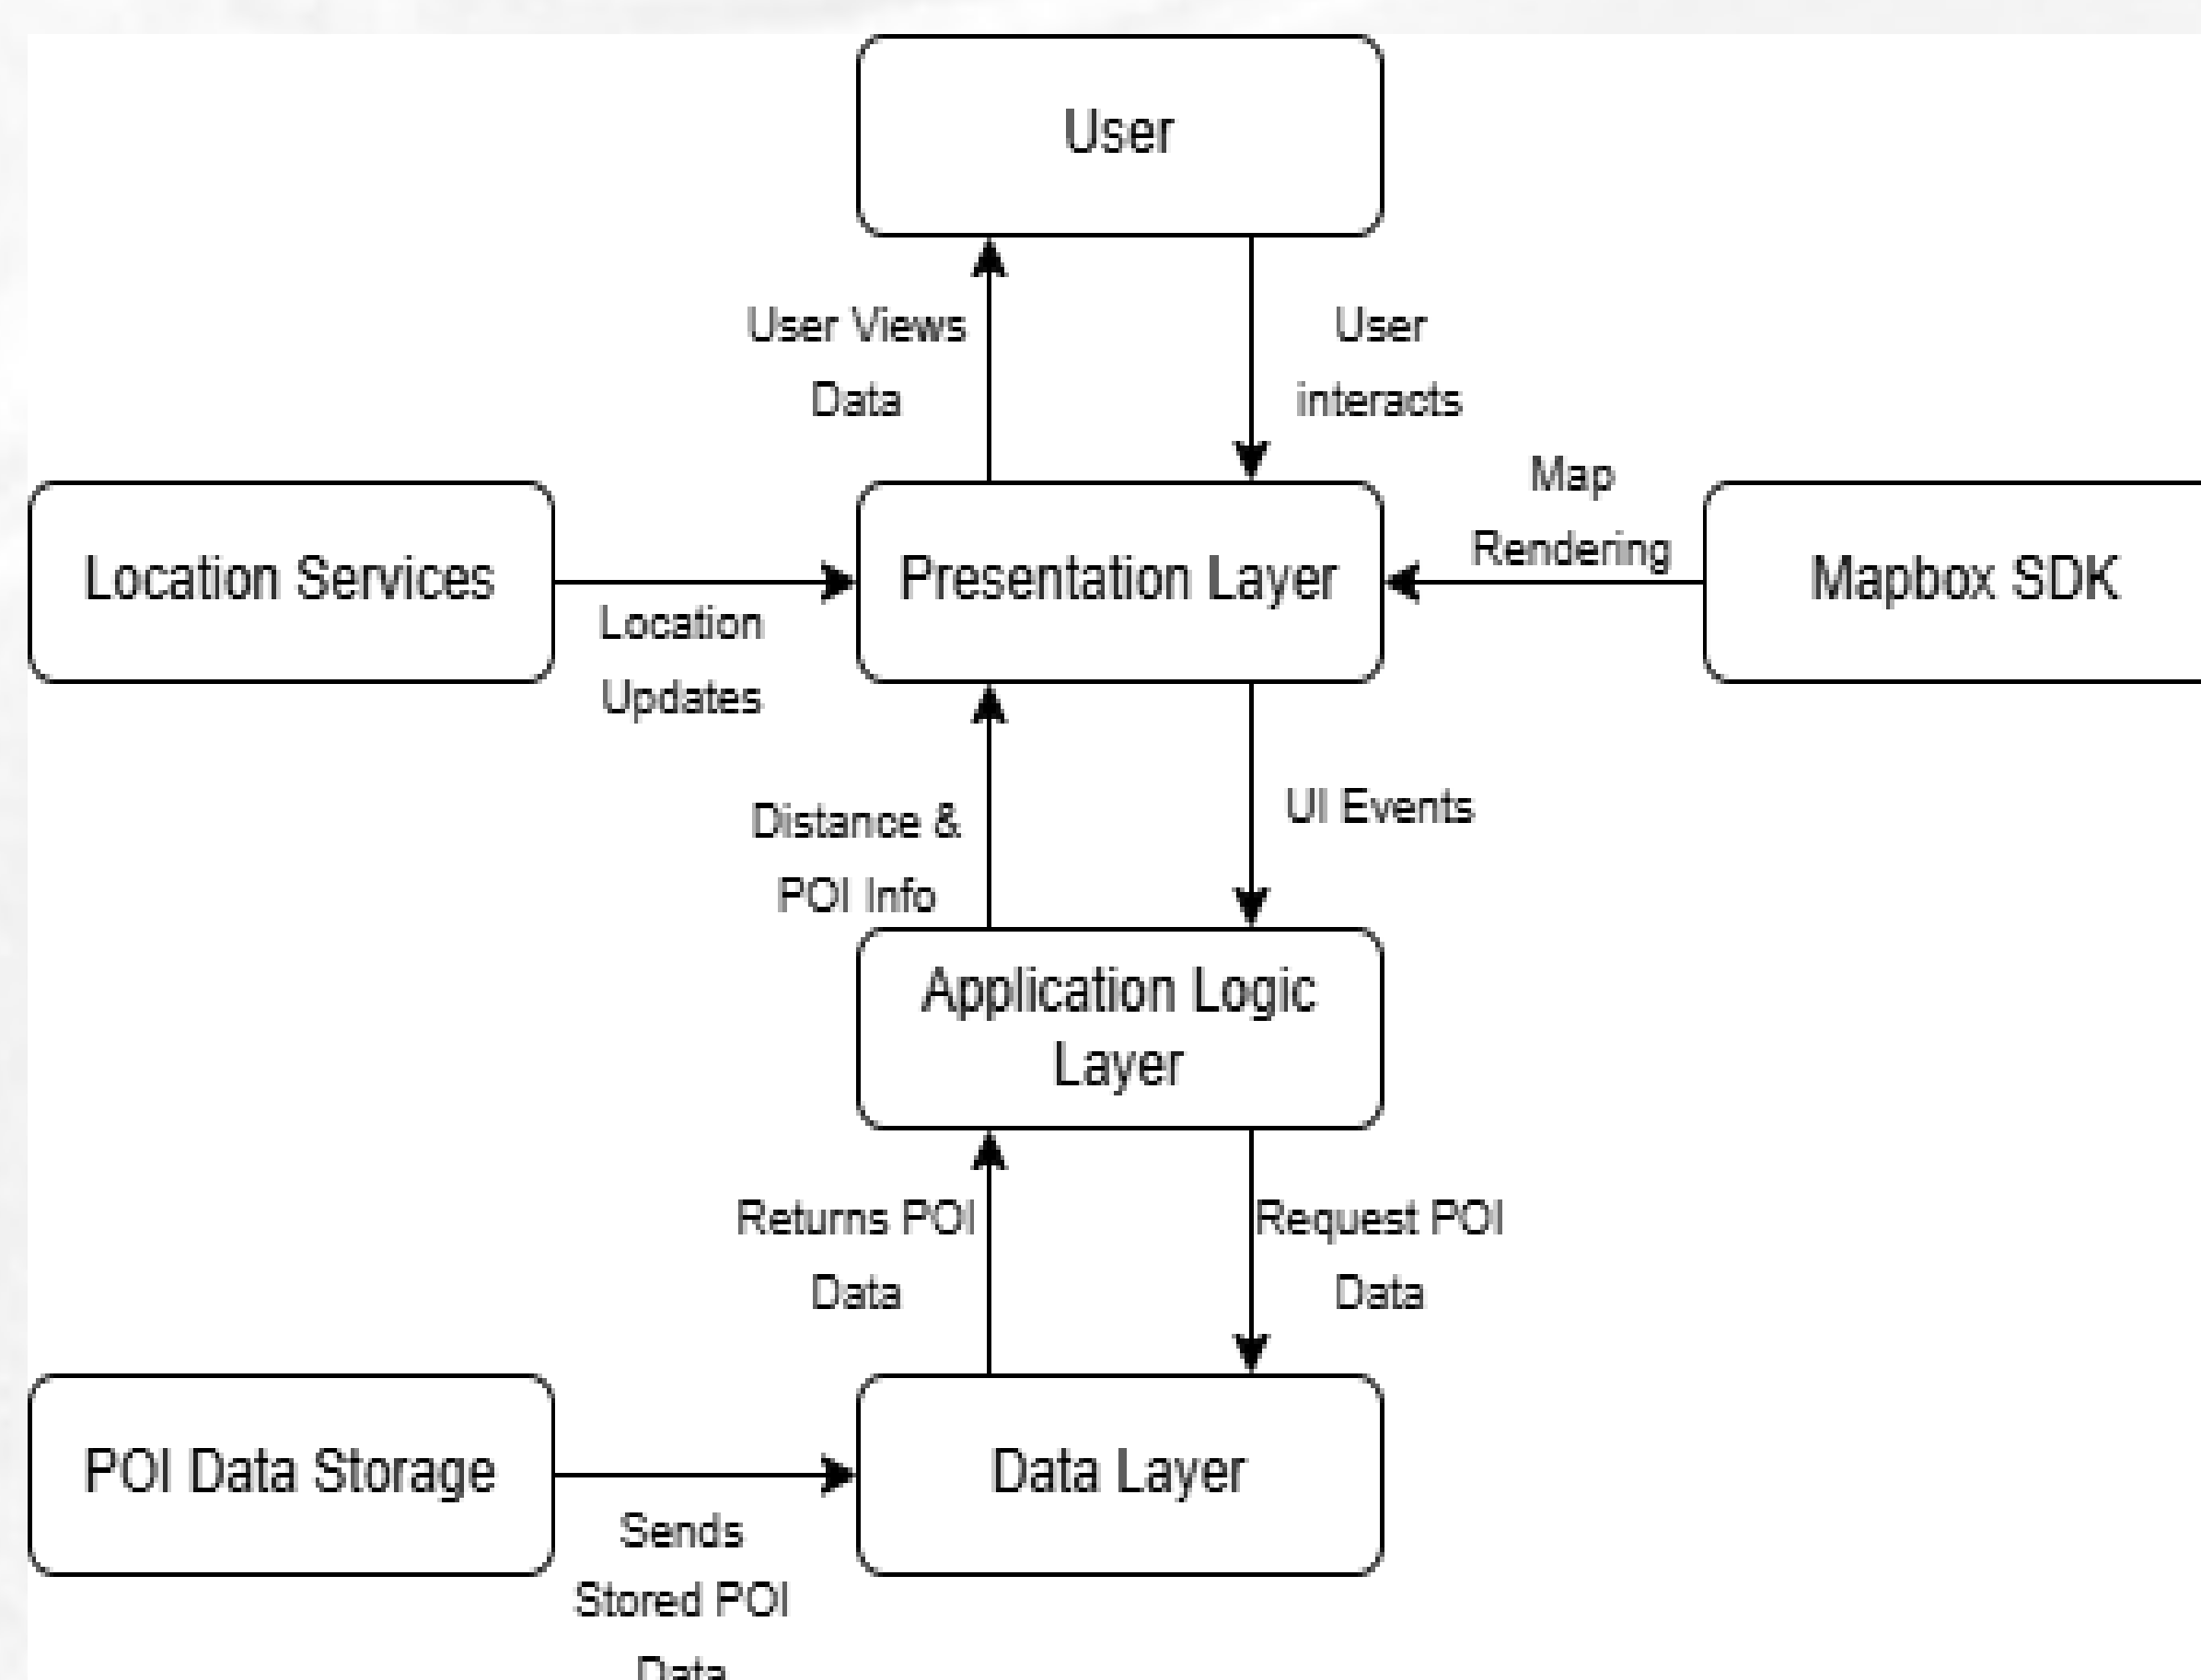 User
User Views
Data
User
interacts
Map
Rendering
Location Services
Presentation Layer
Mapbox SDK
Location
Updates
Distance &
POI Info
UI Events
Application Logic
Layer
Returns POI
Data
Request POI
Data
POI Data Storage
Data Layer
Sends
Stored POI
Data